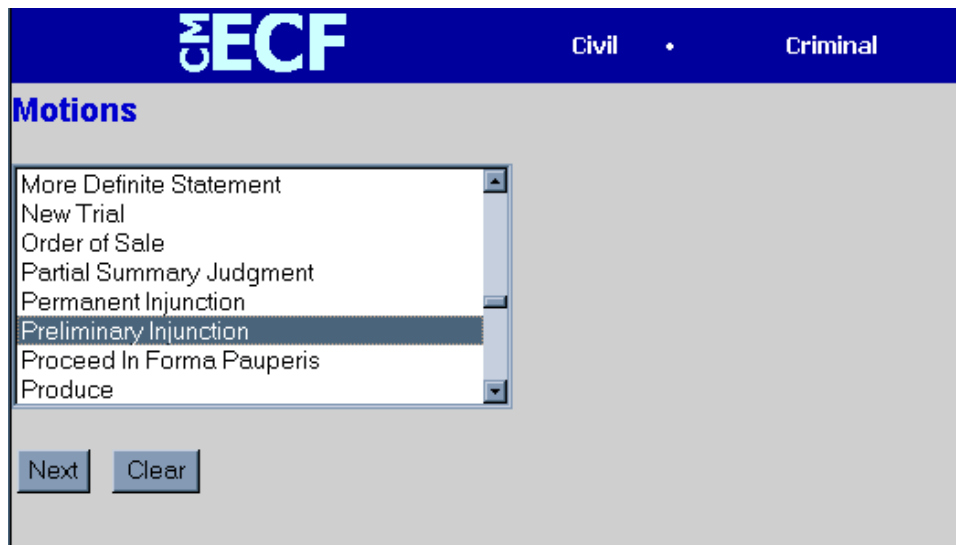 CM ECF Civil • Criminal
Motions
More Definite Statement
New Trial
Order of Sale
Partial Summary Judgment
Permanent Injunction
Preliminary Injunction
Proceed In Forma Pauperis
Produce
Next Clear